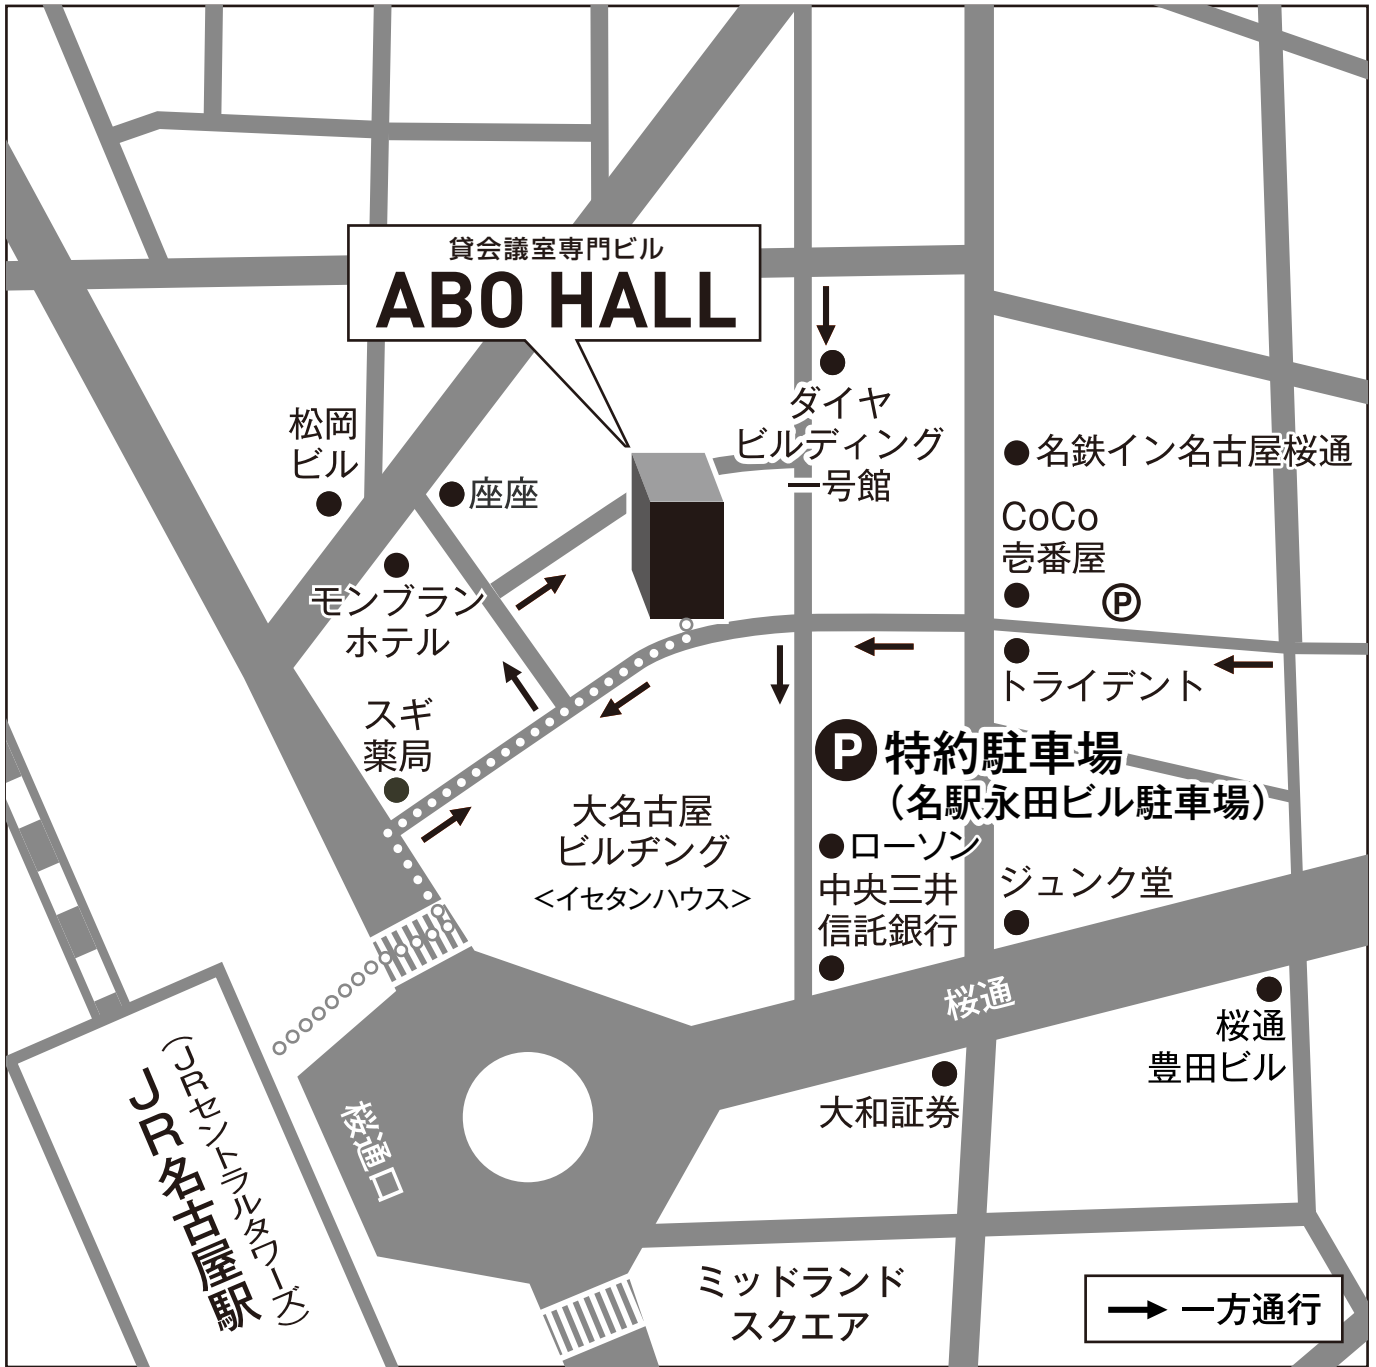 貸会議室専門ビル
ABO HALL
松岡
ビル
座座
モンブラン
ホテル
スギ
薬局
ダイヤ
ビルディング
一号館
名鉄イン名古屋桜通
CoCo
壱番屋
P
トライデント
P 特約駐車場
（名駅永田ビル駐車場）
大名古屋
ビルヂング
<イセタンハウス>
ローソン
中央三井
信託銀行
ジュンク堂
桜通
桜通
豊田ビル
大和証券
桜通口
（JRセントラルタワーズ）
JR名古屋駅
ミッドランド
スクエア
一方通行